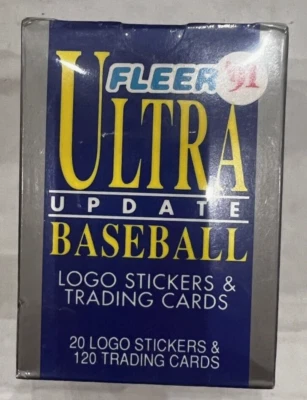 FLEER '91
ULTRA
UPDATE
BASEBALL
LOGO STICKERS &
TRADING CARDS
20 LOGO STICKERS &
120 TRADING CARDS